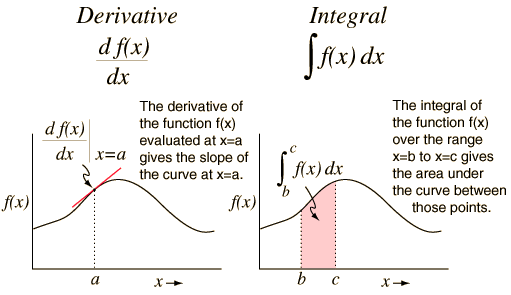 Derivative
d f(x)
dx
d f(x)
dx
x=a
The derivative of
the function f(x)
evaluated at x=a
gives the slope of
the curve at x=a.
f(x)
a
x→
Integral
∫ f(x) dx
∫
c
b
f(x) dx
The integral of
the function f(x)
over the range
x=b to x=c gives
the area under
the curve between
those points.
f(x)
b
c
x→